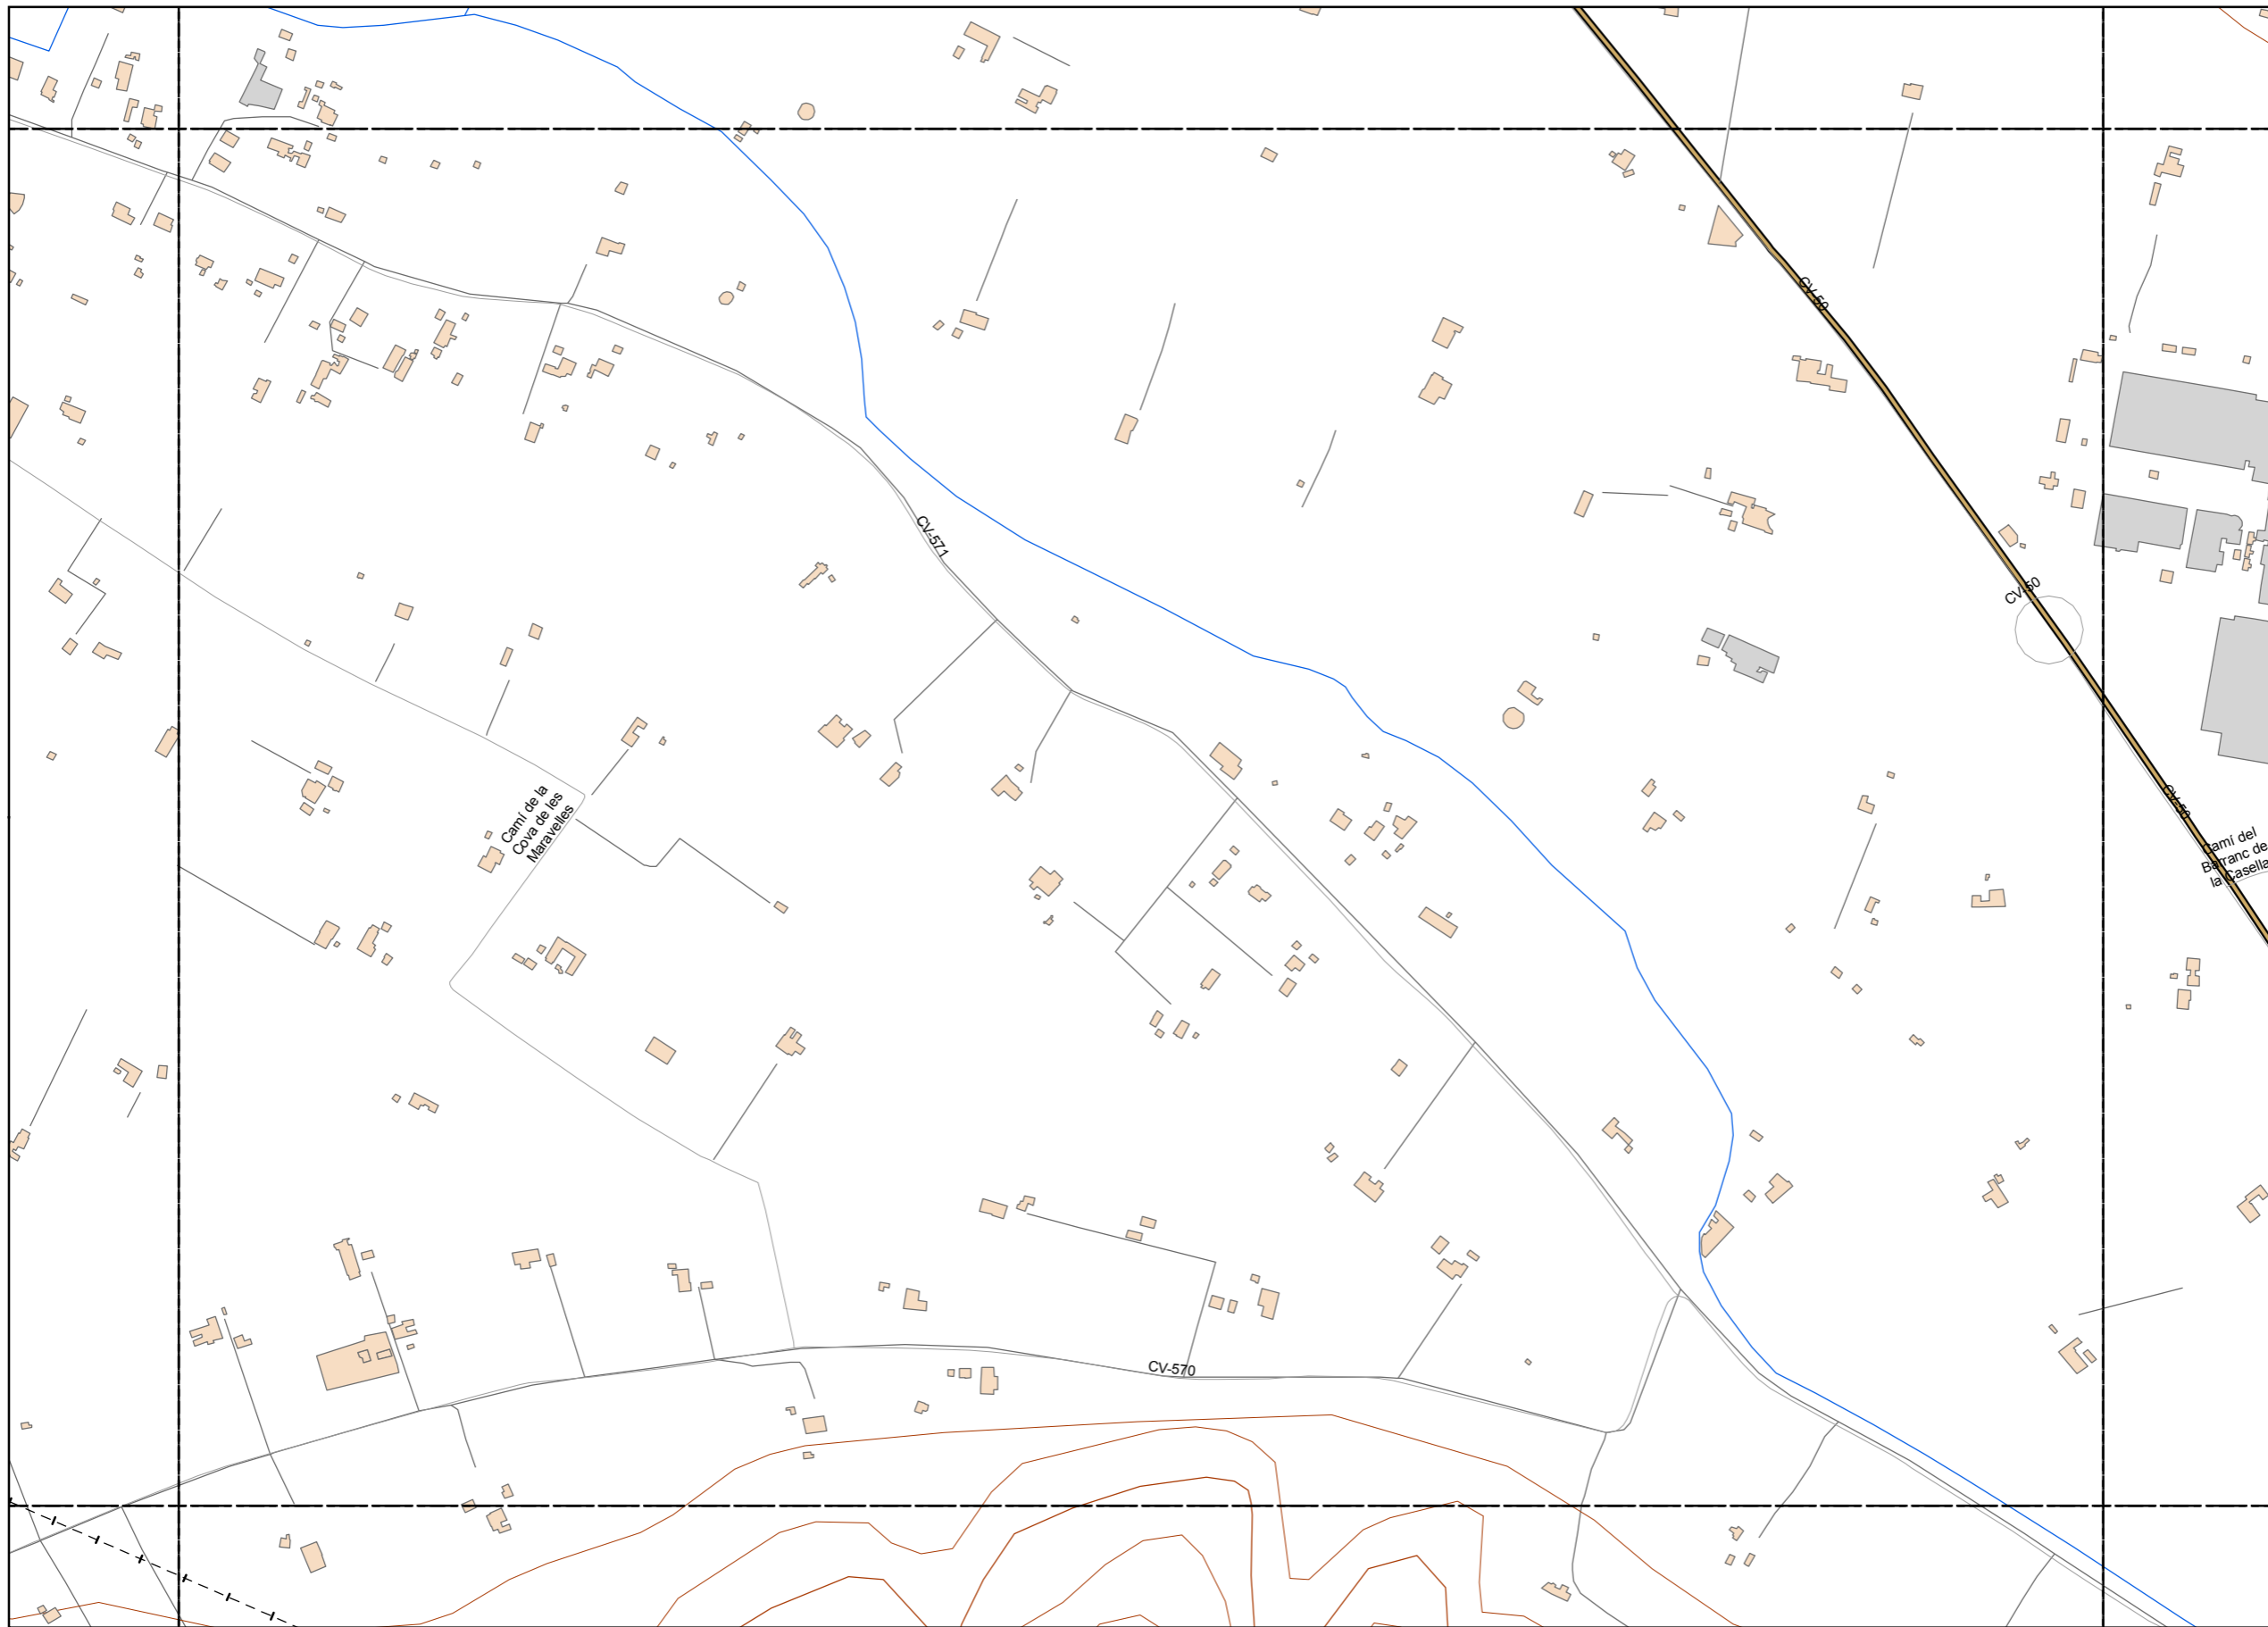 CV-50
CV-571
CV-50
CV-50
Camí de la
Cova de les
Maravelles
Camí del
Barranc de
la Casella
CV-570